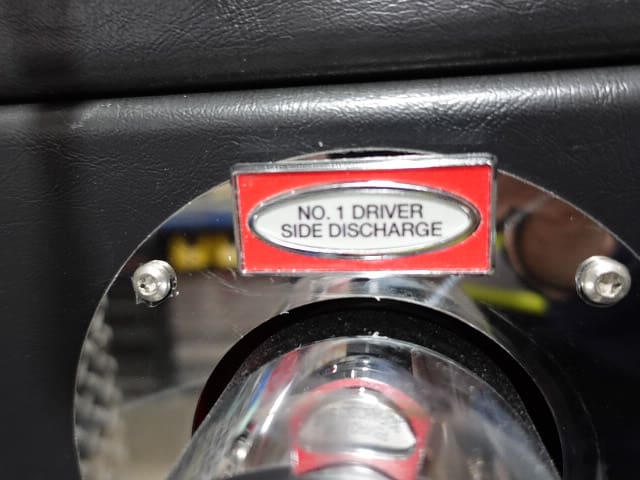 NO. 1 DRIVER
SIDE DISCHARGE